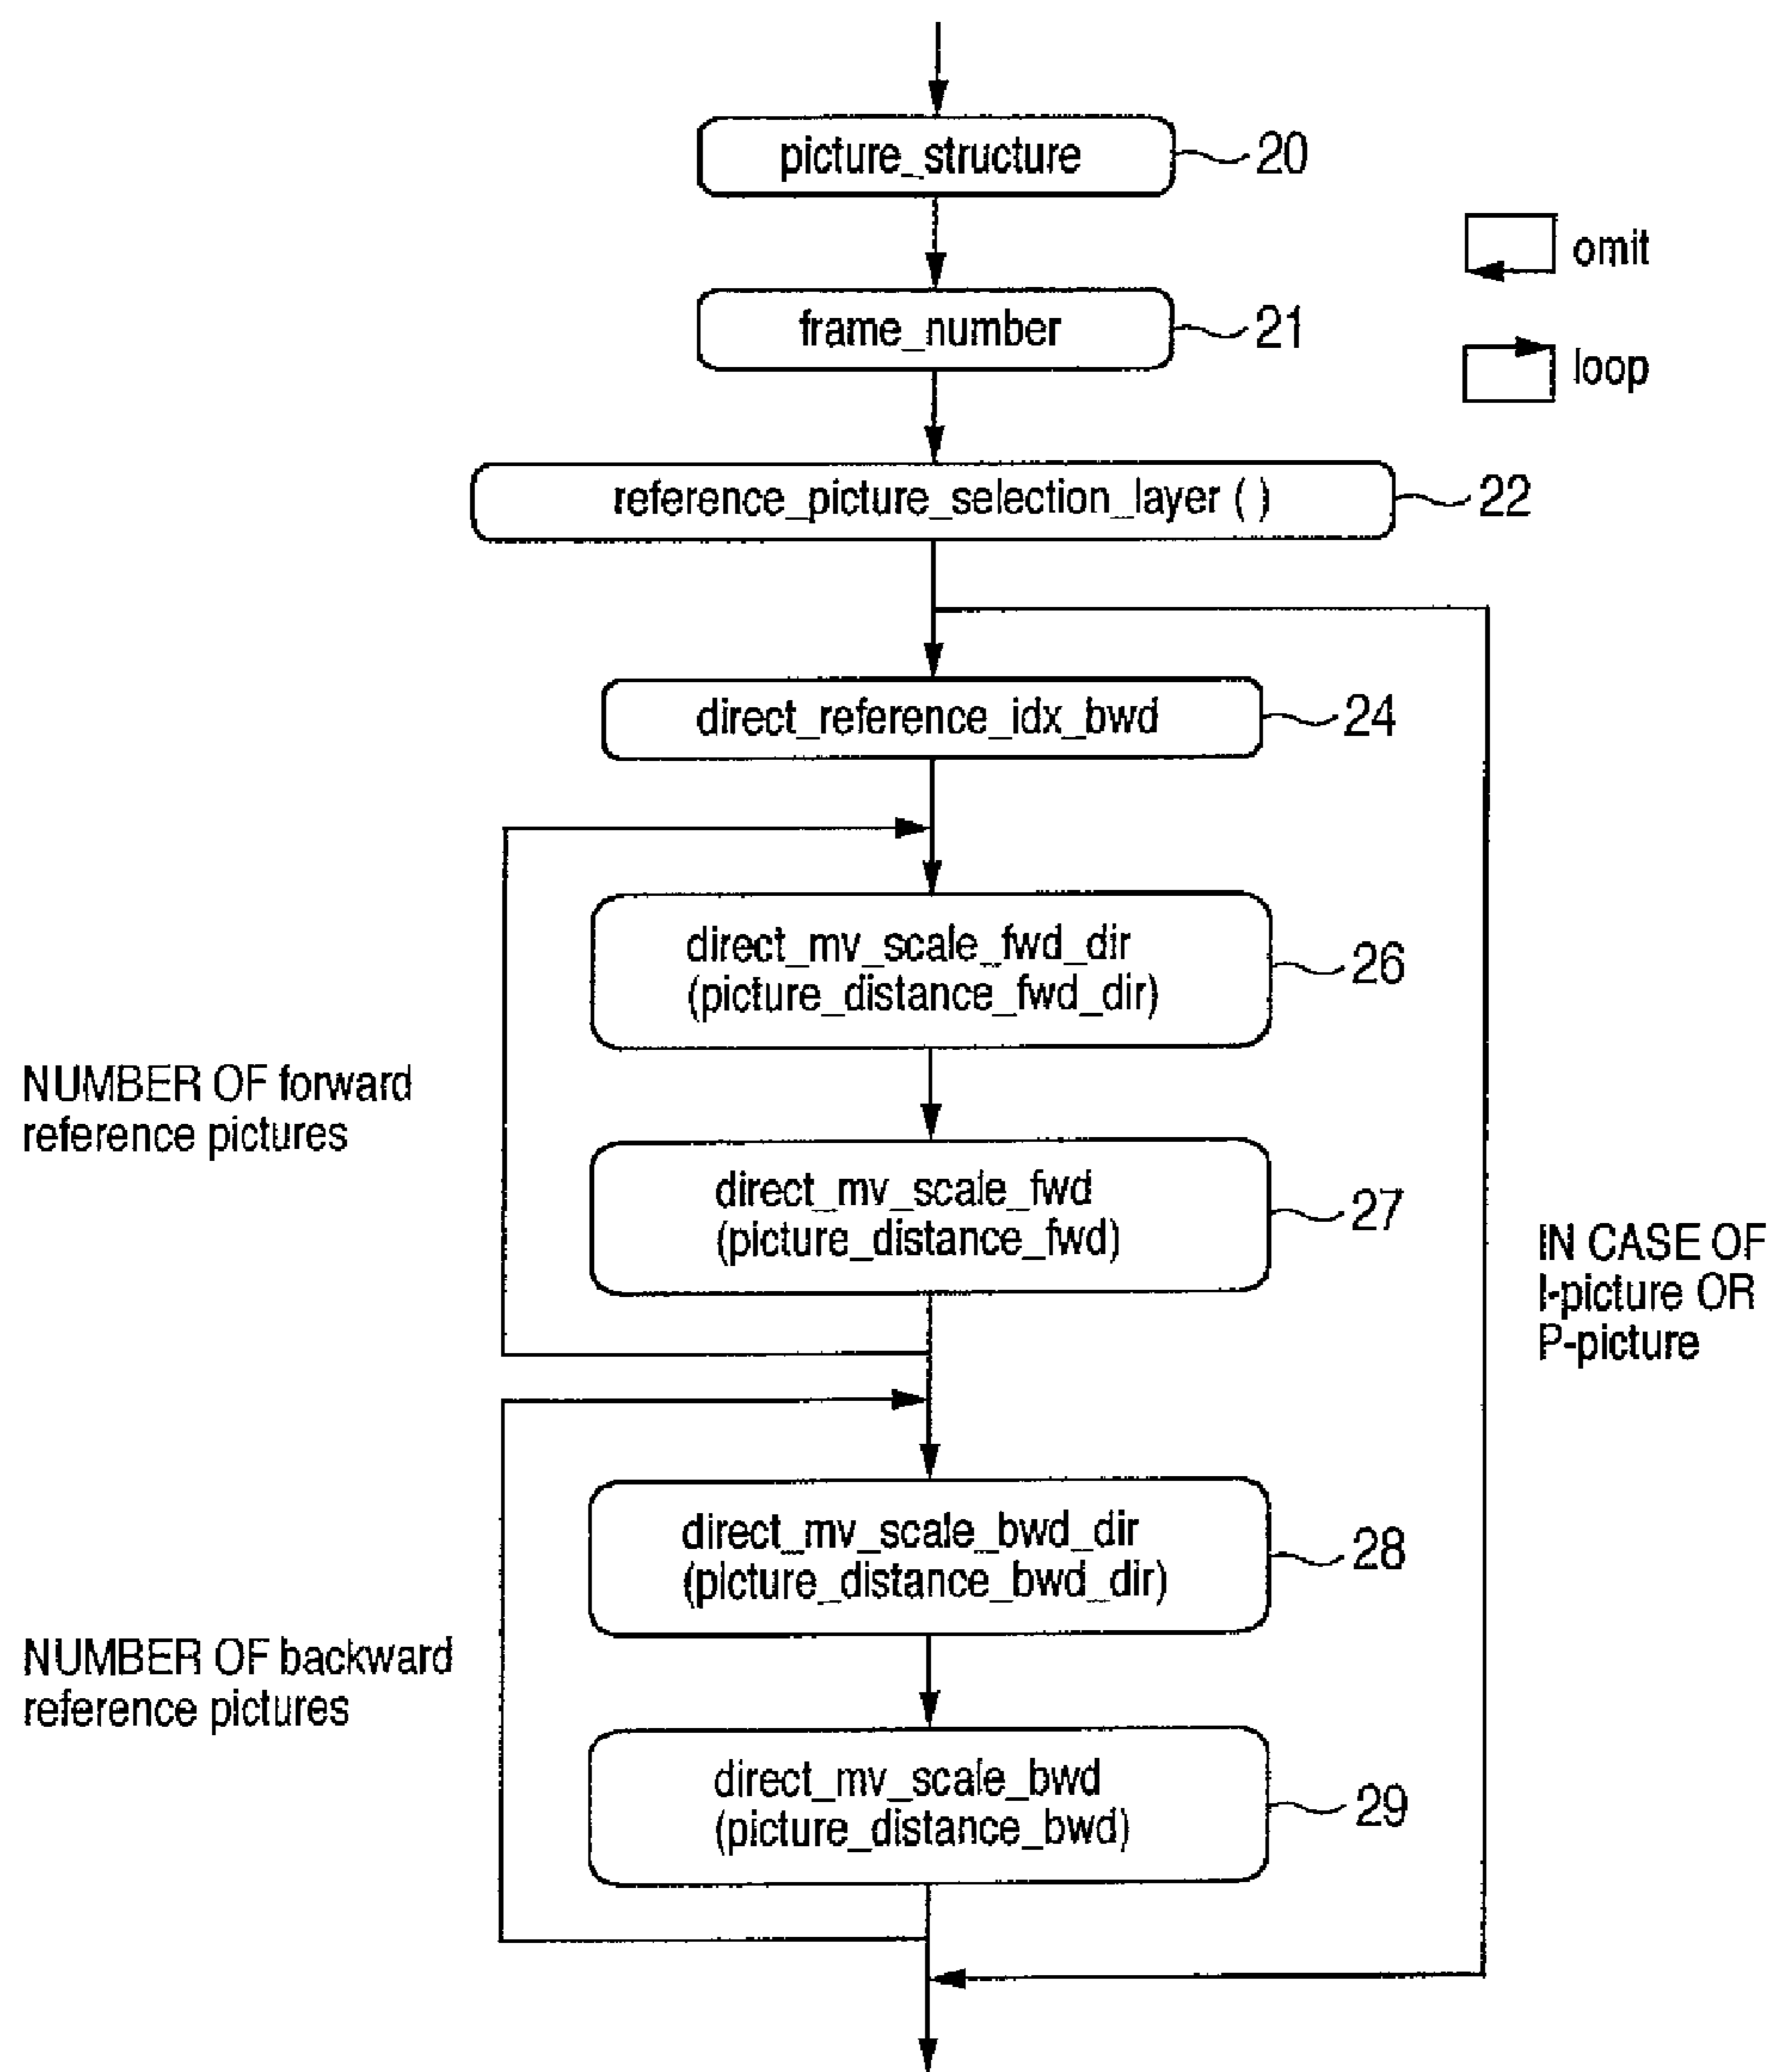 picture_structure
20
omit
frame_number
21
loop
reference_picture_selection_layer ( )
22
direct_reference_idx_bwd
24
direct_mv_scale_fwd_dir
(picture_distance_fwd_dir)
26
NUMBER OF forward
reference pictures
direct_mv_scale_fwd
(picture_distance_fwd)
27
IN CASE OF
I-picture OR
P-picture
direct_mv_scale_bwd_dir
(picture_distance_bwd_dir)
28
NUMBER OF backward
reference pictures
direct_mv_scale_bwd
(picture_distance_bwd)
29